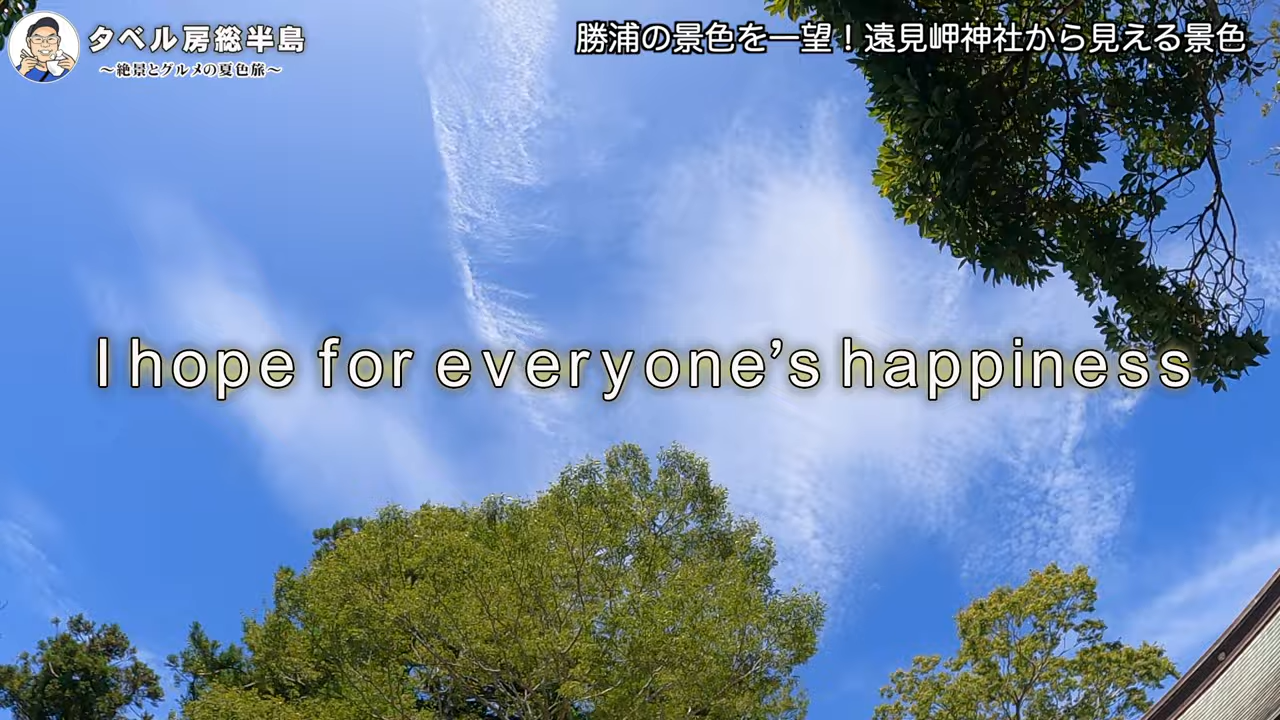 タベル房総半島
～絶景とグルメの夏色旅～
勝浦の景色を一望！遠見岬神社から見える景色
I hope for everyone’s happiness